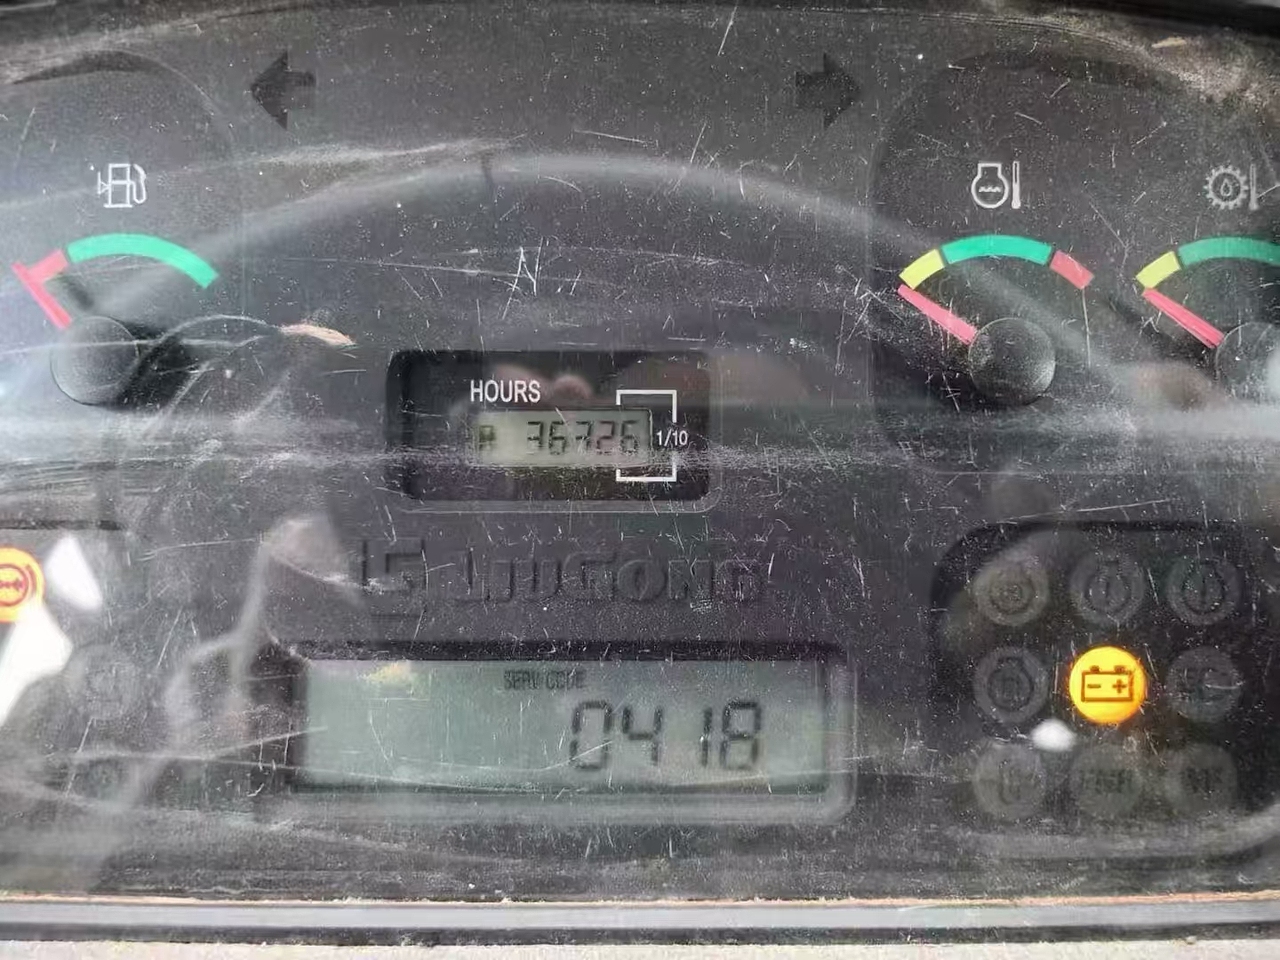 HOURS
36726
1/10
LIUGONG
SERV CODE
0418